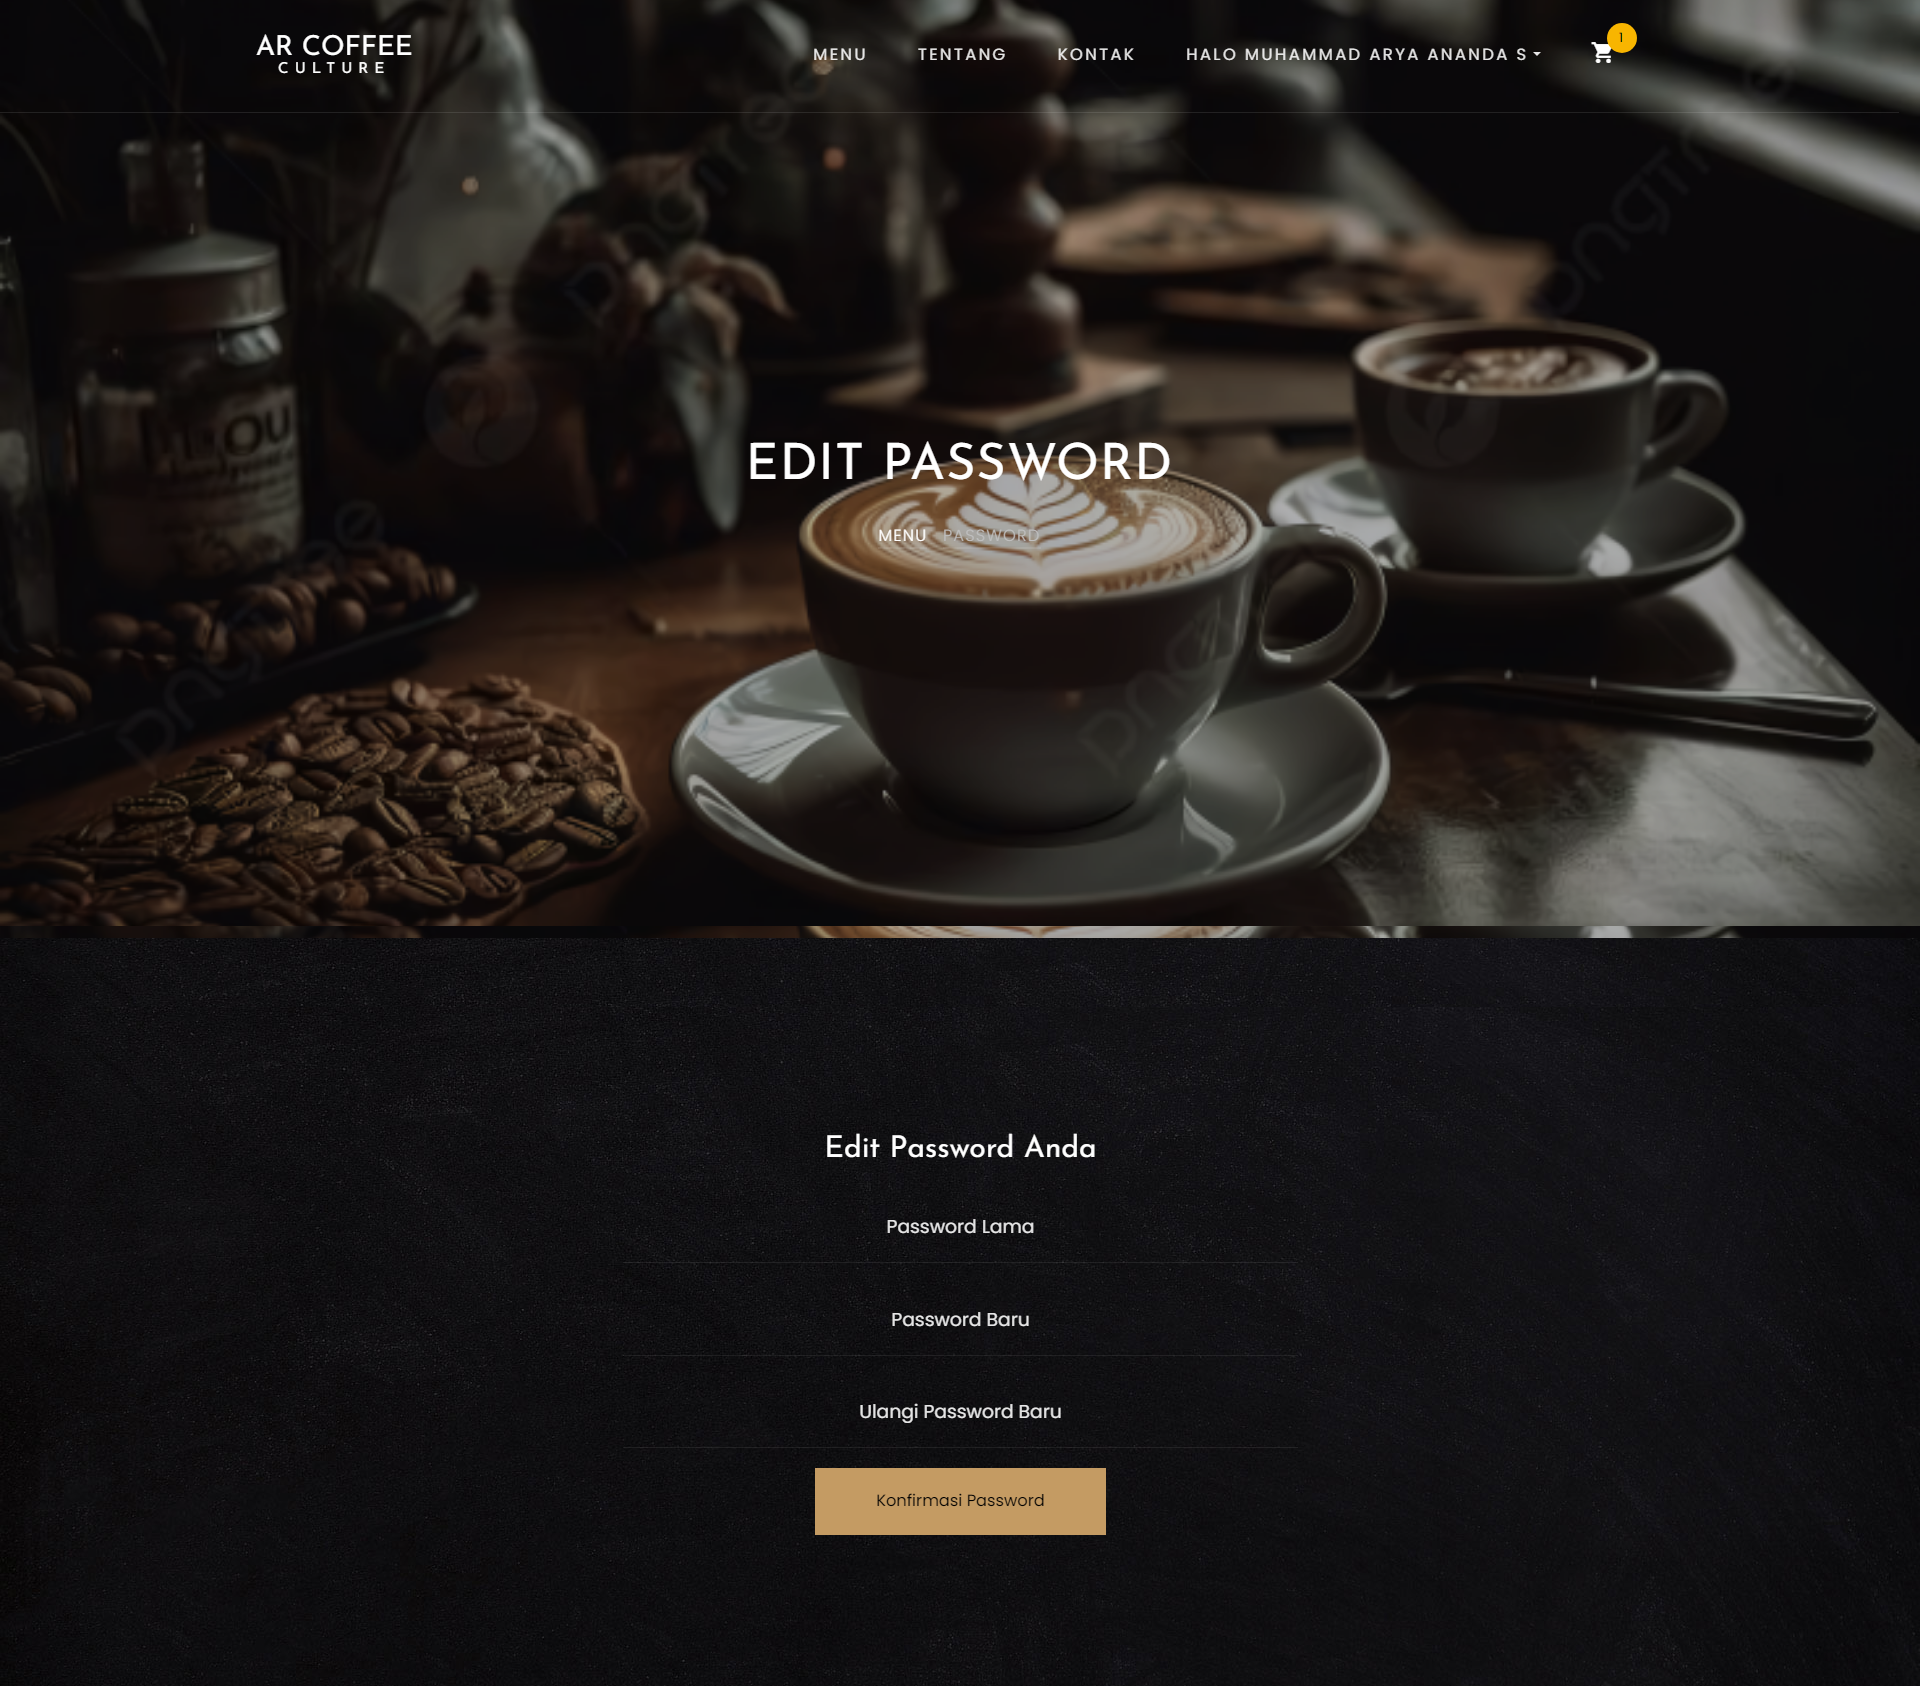 AR COFFEE
CULTURE
MENU
TENTANG
KONTAK
HALO MUHAMMAD ARYA ANANDA S
1
EDIT PASSWORD
MENU PASSWORD
Edit Password Anda
Password Lama
Password Baru
Ulangi Password Baru
Konfirmasi Password